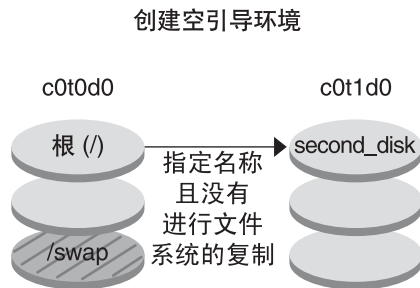 创建空引导环境
c0t0d0
c0t1d0
根 (/)
second_disk
指定名称
且没有
进行文件
系统的复制
/swap